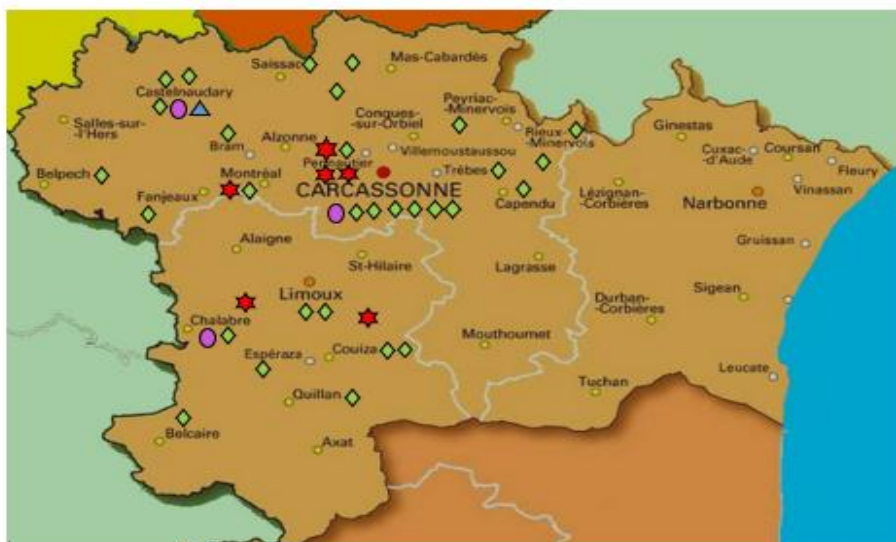 Saissac
Mas-Cabardès
Castelnaudary
Peyriac-
-Minervois
Salles-sur-
-l'Hers
Conques-
-sur-Orbiel
Rieux-
-Minervois
Ginestas
Alzonne
Bram
Villemoustaussou
Cuxac-
-d'Aude
Coursan
Pennautier
Trèbes
Fleury
Belpech
Montréal
CARCASSONNE
Capendu
Lézignan-
-Corbières
Vinassan
Fanjeaux
Narbonne
Alaigne
Gruissan
St-Hilaire
Lagrasse
Limoux
Durban-
-Corbières
Sigean
Chalabre
Mouthoumet
Espéraza
Couiza
Leucate
Quillan
Tuchan
Belcaire
Axat